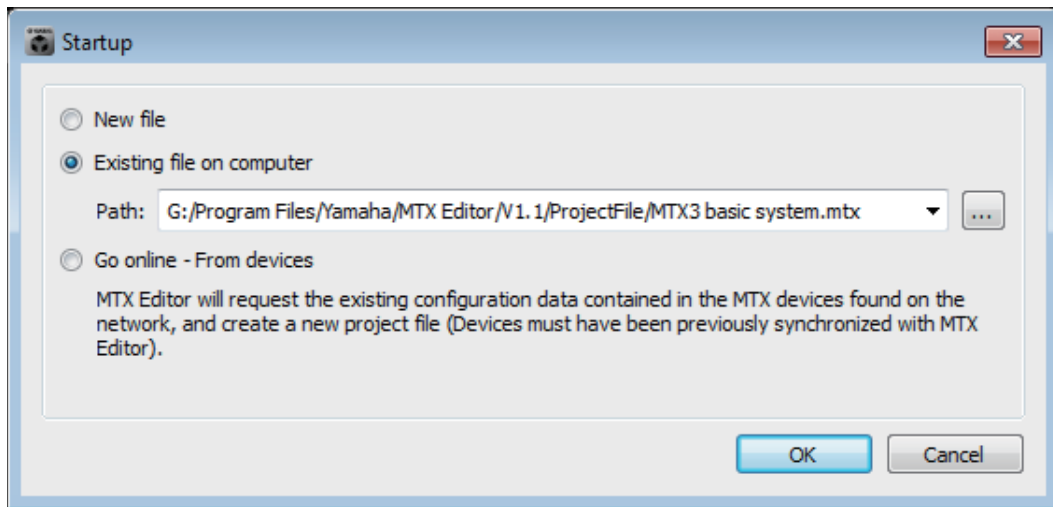 Startup
New file
Existing file on computer
Path: G:/Program Files/Yamaha/MTX Editor/V1.1/ProjectFile/MTX3 basic system.mtx ...
Go online - From devices
MTX Editor will request the existing configuration data contained in the MTX devices found on the
network, and create a new project file (Devices must have been previously synchronized with MTX
Editor).
OK Cancel